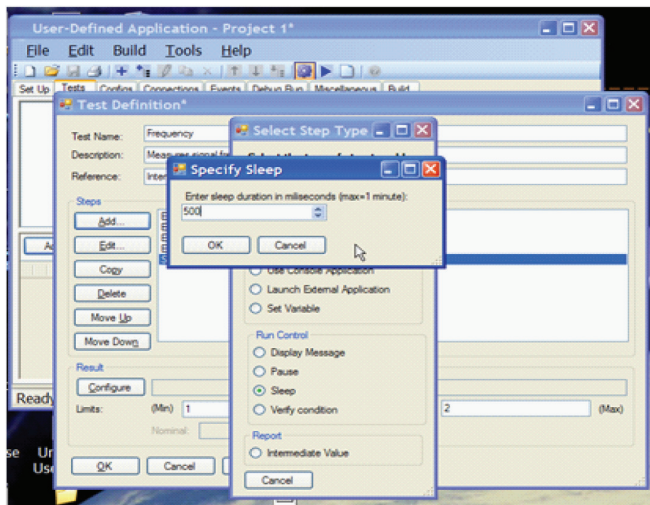 User-Defined Application - Project 1*
File Edit Build Tools Help
Set Up Tests Configs Connections Events Debug Run Miscellaneous Build
Test Definition*
Test Name: Frequency
Description:
Reference:
Select Step Type
Specify Sleep
Enter sleep duration in miliseconds (max=1 minute):
500
OK Cancel
Steps
Add...
Edit...
Copy
Delete
Move Up
Move Down
Use Console Application
Launch External Application
Set Variable
Run Control
Display Message
Pause
Sleep
Verify condition
Report
Intermediate Value
Cancel
Result
Configure
Limits: (Min) 1 2 (Max)
Nominal:
OK Cancel
Ready